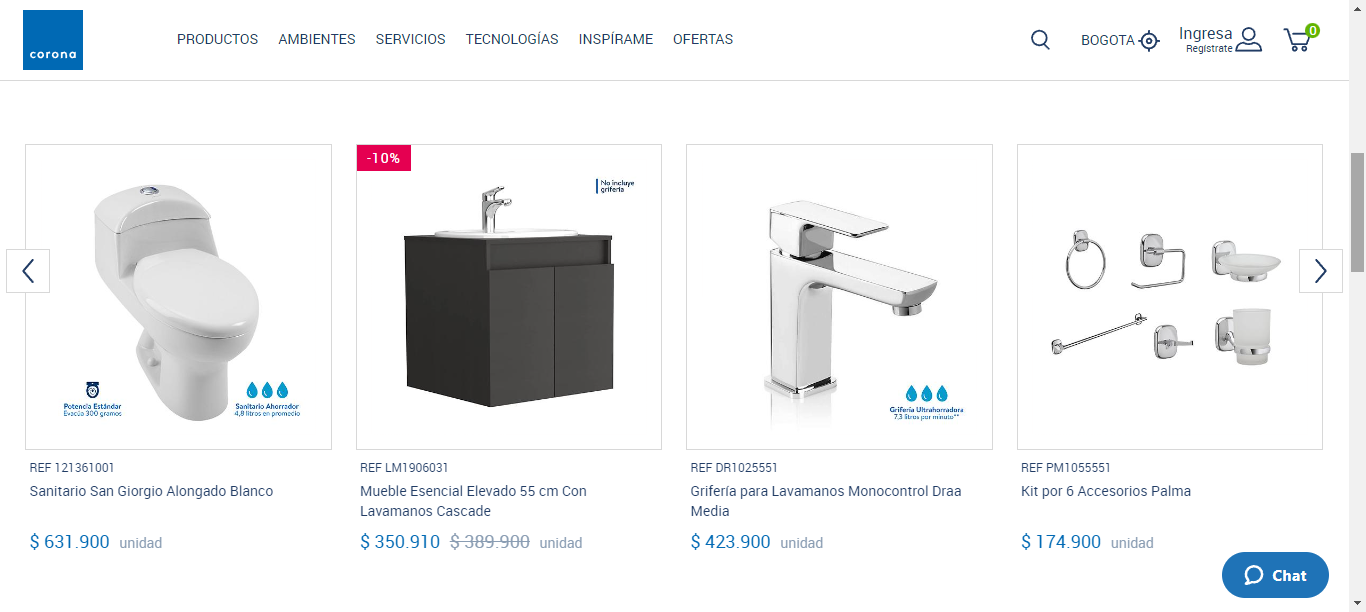 corona
PRODUCTOS AMBIENTES SERVICIOS TECNOLOGÍAS INSPÍRAME OFERTAS
BOGOTA
Ingresa
Regístrate
0
Potencia Estándar
Evacúa 300 gramos
Sanitario Ahorrador
4,8 litros en promedio
REF 121361001
Sanitario San Giorgio Alongado Blanco
$ 631.900 unidad
-10%
No incluye
grifería
REF LM1906031
Mueble Esencial Elevado 55 cm Con
Lavamanos Cascade
$ 350.910 $ 389.900 unidad
Grifería Ultrahorradora
7,3 litros por minuto**
REF DR1025551
Grifería para Lavamanos Monocontrol Draa
Media
$ 423.900 unidad
REF PM1055551
Kit por 6 Accesorios Palma
$ 174.900 unidad
Chat